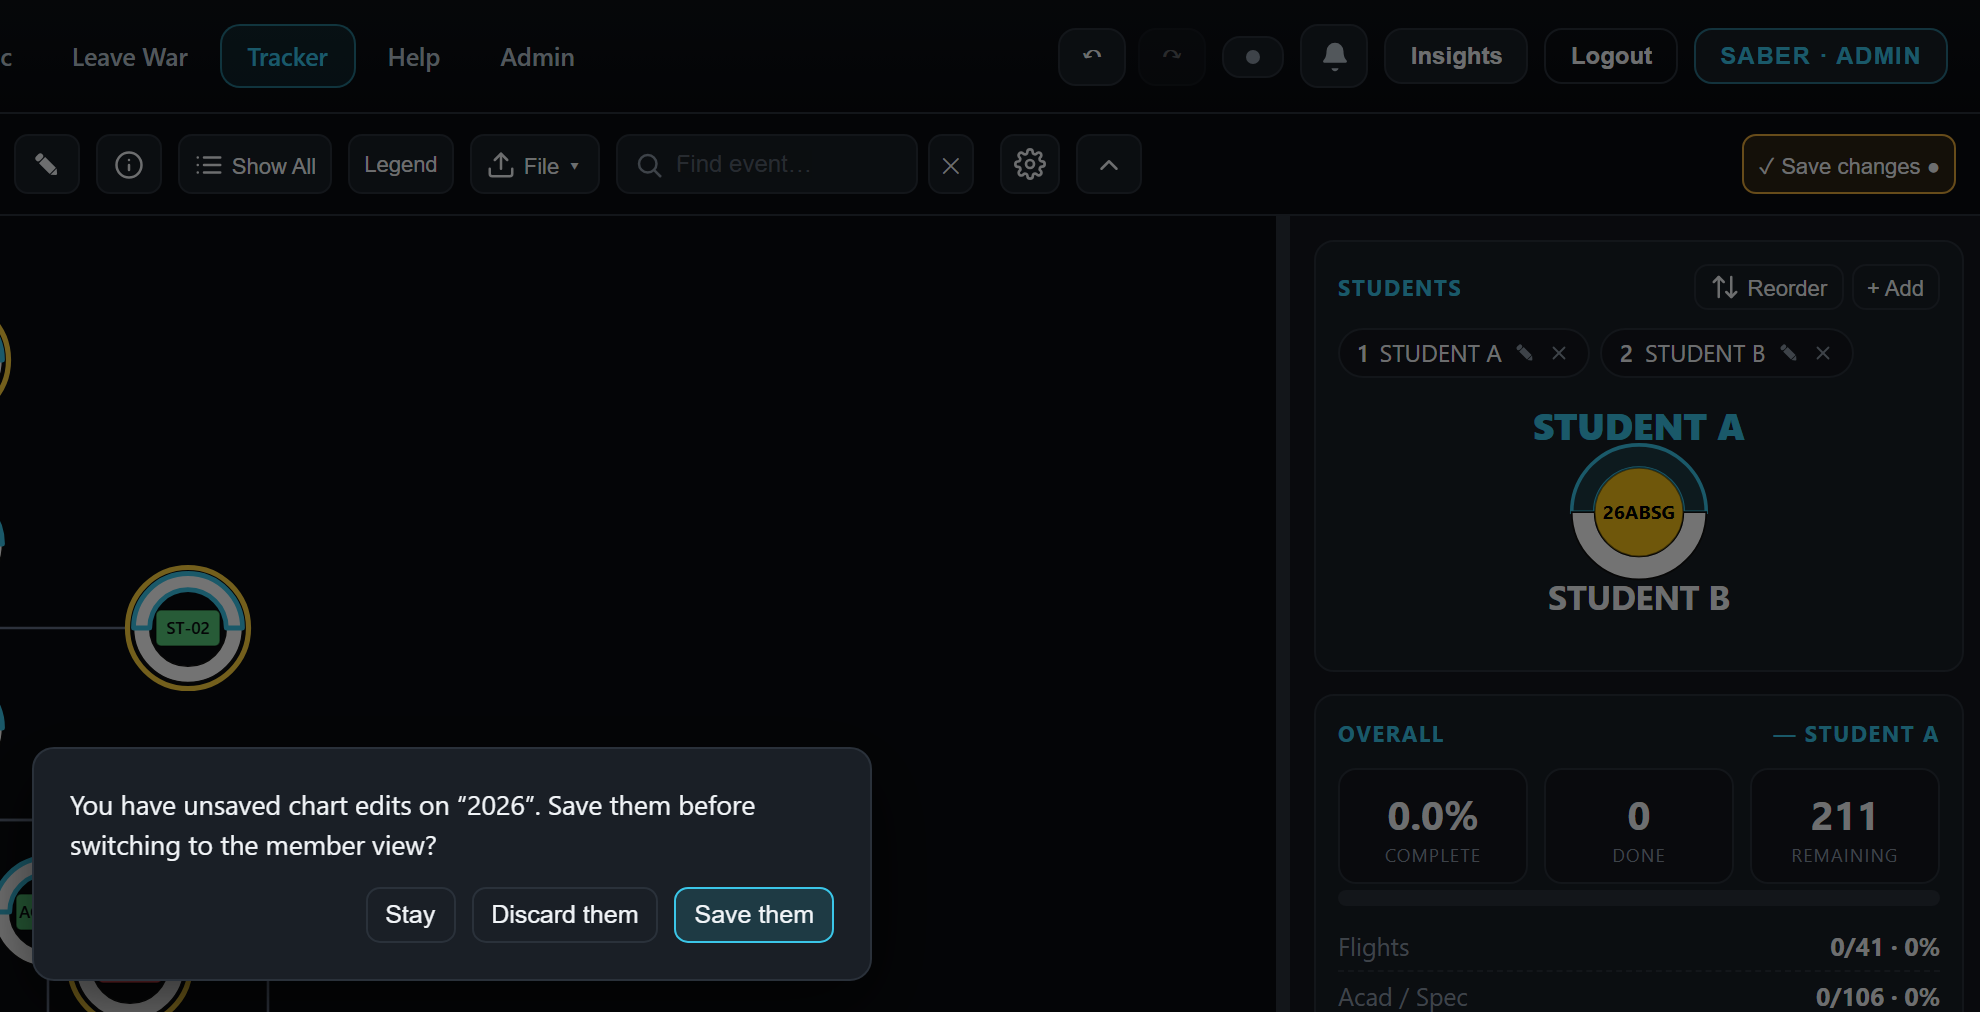 c
Leave War
Tracker
Help
Admin
Insights
Logout
SABER · ADMIN
Show All
Legend
File ▾
Find event...
✓ Save changes ●
STUDENTS
Reorder
+ Add
1 STUDENT A
2 STUDENT B
STUDENT A
26ABSG
STUDENT B
ST-02
OVERALL
— STUDENT A
0.0%
COMPLETE
0
DONE
211
REMAINING
You have unsaved chart edits on “2026”. Save them before
switching to the member view?
Stay
Discard them
Save them
Flights
0/41 · 0%
Acad / Spec
0/106 · 0%